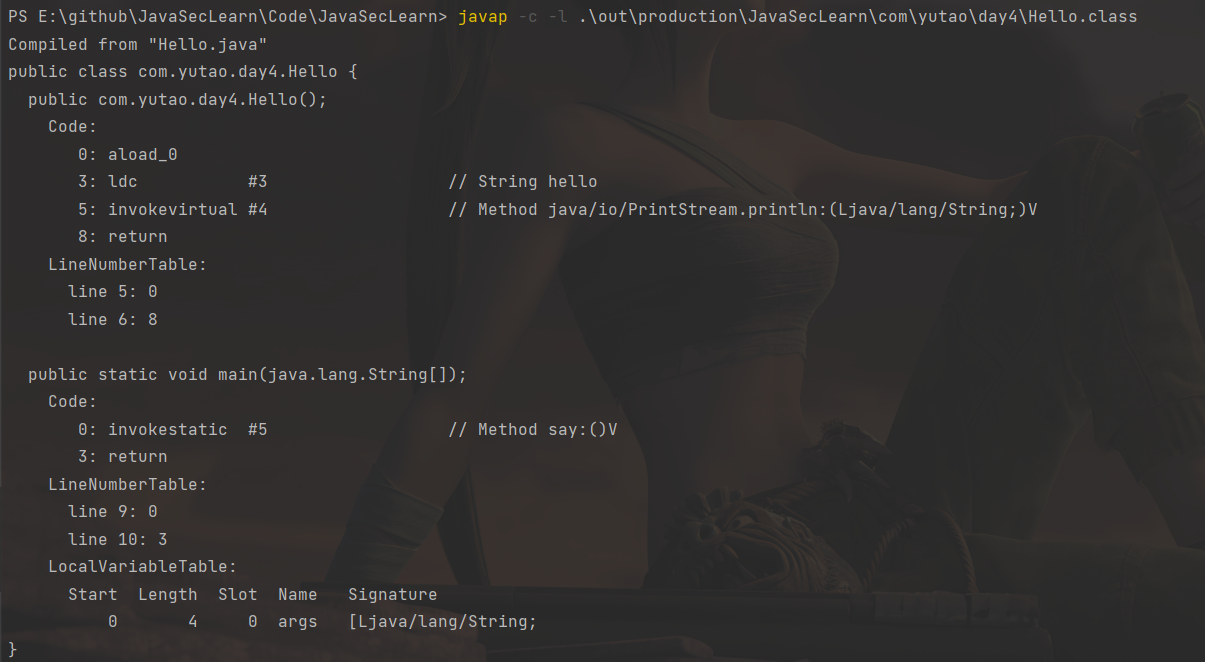 PS E:\github\JavaSecLearn\Code\JavaSecLearn> javap -c -l .\out\production\JavaSecLearn\com\yutao\day4\Hello.class
Compiled from "Hello.java"
public class com.yutao.day4.Hello {
  public com.yutao.day4.Hello();
    Code:
       0: aload_0
       3: ldc           #3                  // String hello
       5: invokevirtual #4                  // Method java/io/PrintStream.println:(Ljava/lang/String;)V
       8: return
    LineNumberTable:
      line 5: 0
      line 6: 8

  public static void main(java.lang.String[]);
    Code:
       0: invokestatic  #5                  // Method say:()V
       3: return
    LineNumberTable:
      line 9: 0
      line 10: 3
    LocalVariableTable:
      Start  Length  Slot  Name   Signature
          0       4     0  args   [Ljava/lang/String;
}